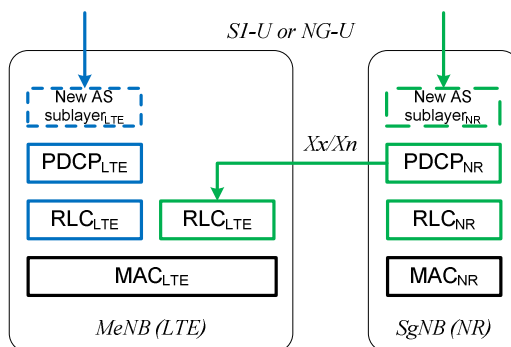 S1-U or NG-U
New AS
sublayerLTE
PDCPLTE
RLCLTE
RLCLTE
MACLTE
MeNB (LTE)
Xx/Xn
New AS
sublayerNR
PDCPNR
RLCNR
MACNR
SgNB (NR)